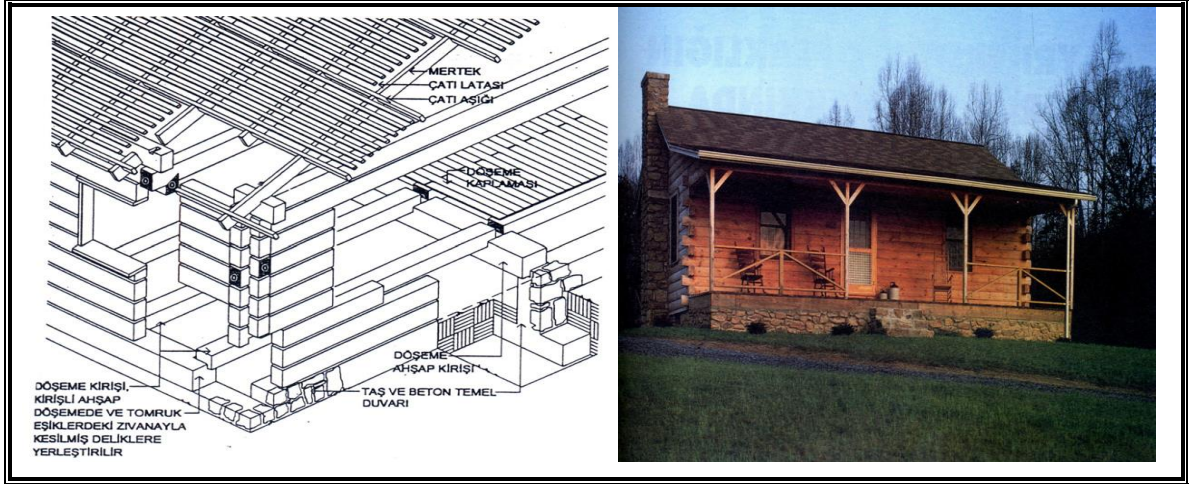 MERTEK
ÇATI LATASI
ÇATI AŞIĞI
DÖŞEME
KAPLAMASI
DÖŞEME
AHŞAP KİRİŞİ
TAŞ VE BETON TEMEL
DUVARI
DÖŞEME KİRİŞİ,
KİRİŞLİ AHŞAP
DÖŞEMEDE VE TOMRUK
EŞİKLERDEKİ ZIVANAYLA
KESİLMİŞ DELİKLERE
YERLEŞTİRİLİR